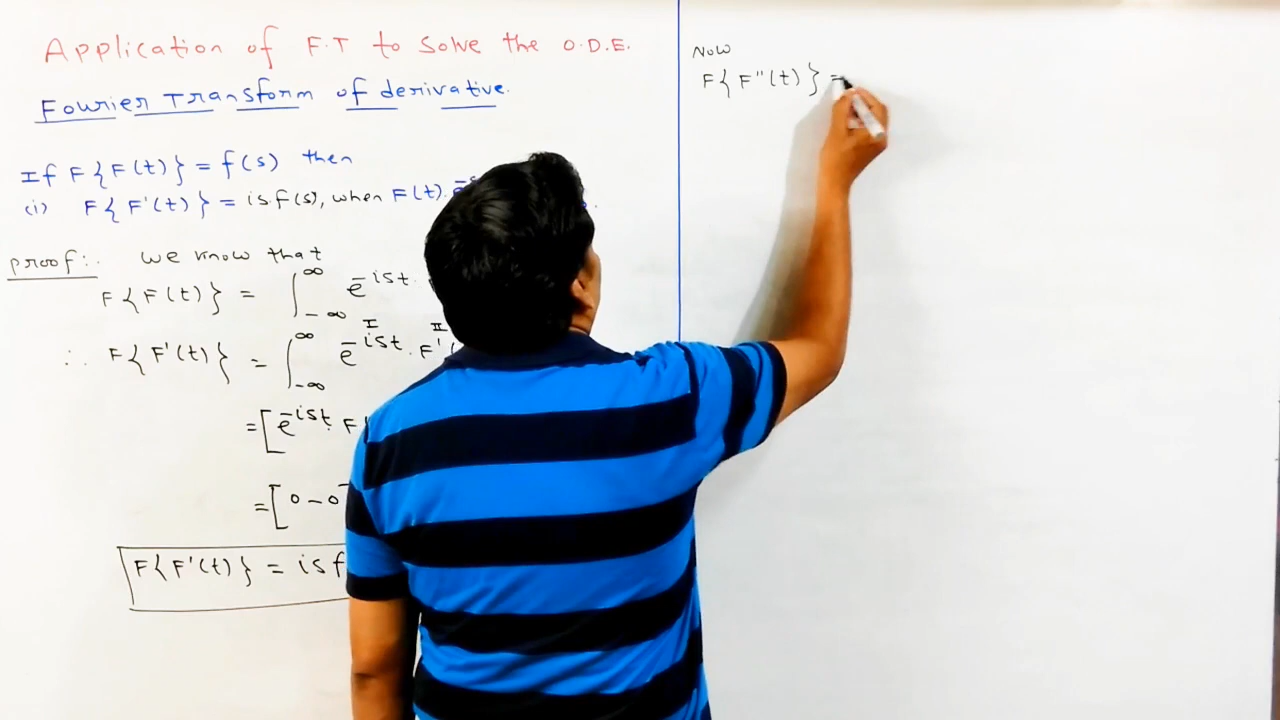 Application of F.T to solve the O.D.E.
Fourier Transform of derivative.
If F{F(t)} = f(s) then
(i) F{F'(t)} = is.f(s), when F(t).
proof:. we know that
F{F(t)} = ∫_{-∞}^{∞} e^{-ist}.
I II
∴ F{F'(t)} = ∫_{-∞}^{∞} e^{-ist}. F'(
= [e^{-ist}. F
= [0-0
F{F'(t)} = isf
Now
F{F''(t)} =